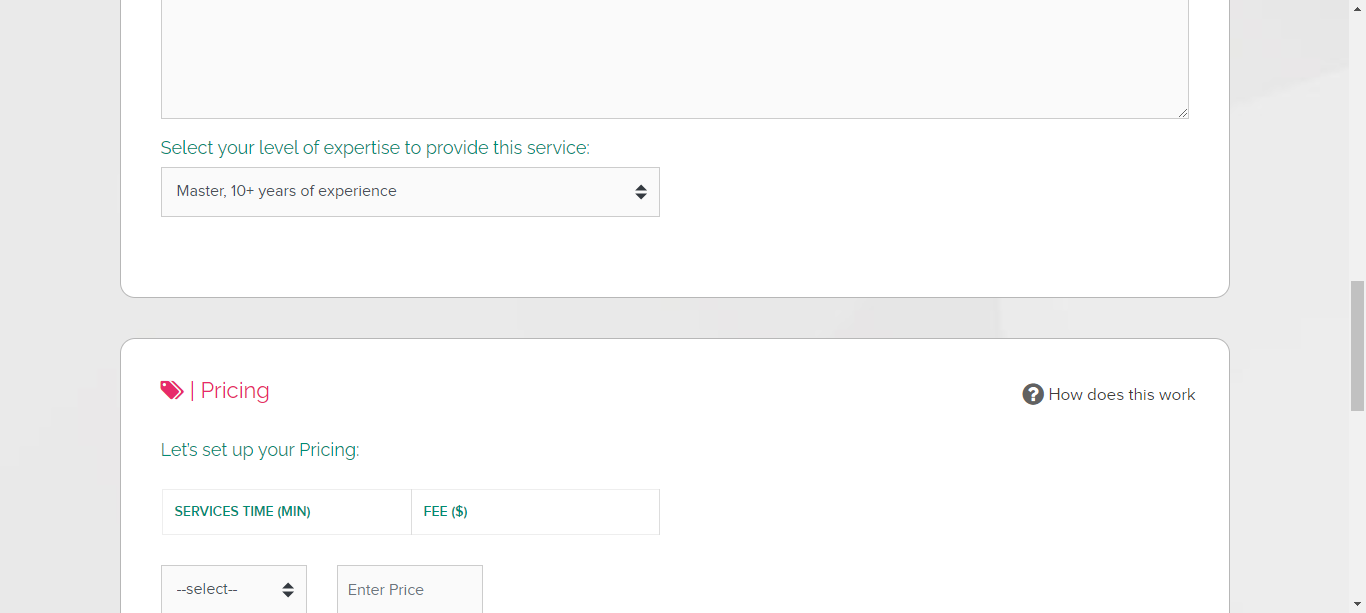 Select your level of expertise to provide this service:
Master, 10+ years of experience
| Pricing
? How does this work
Let's set up your Pricing:
SERVICES TIME (MIN) FEE ($)
--select-- Enter Price